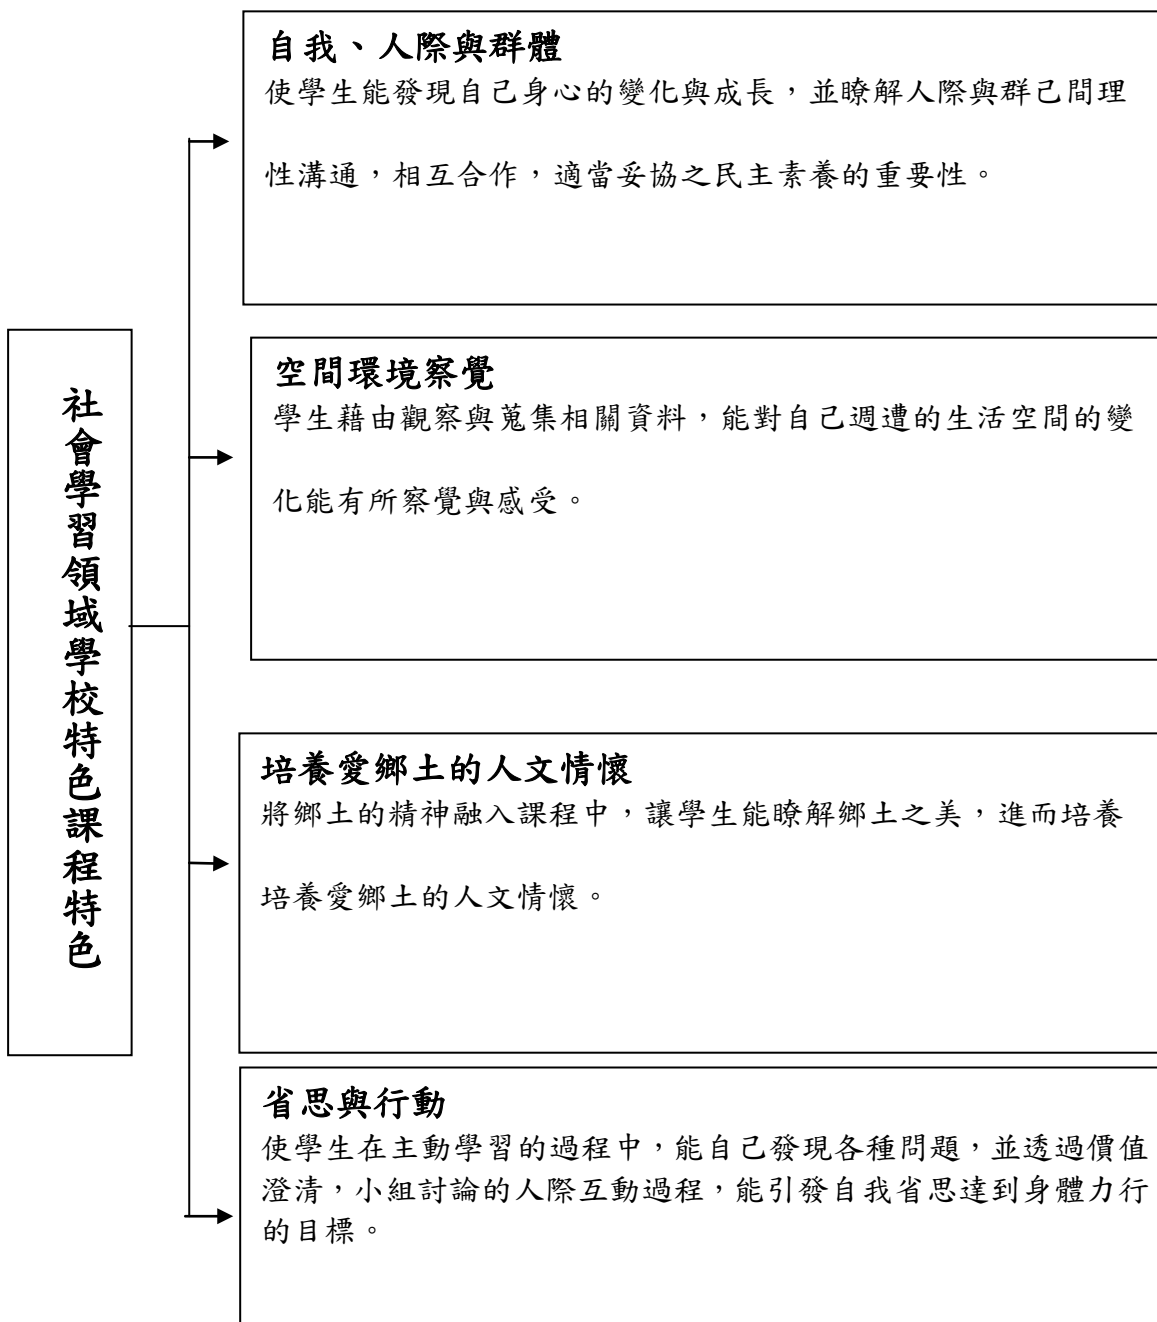 社會學習領域學校特色課程特色
自我、人際與群體
使學生能發現自己身心的變化與成長，並瞭解人際與群己間理
性溝通，相互合作，適當妥協之民主素養的重要性。
空間環境察覺
學生藉由觀察與蒐集相關資料，能對自己週遭的生活空間的變
化能有所察覺與感受。
培養愛鄉土的人文情懷
將鄉土的精神融入課程中，讓學生能瞭解鄉土之美，進而培養
培養愛鄉土的人文情懷。
省思與行動
使學生在主動學習的過程中，能自己發現各種問題，並透過價值
澄清，小組討論的人際互動過程，能引發自我省思達到身體力行
的目標。